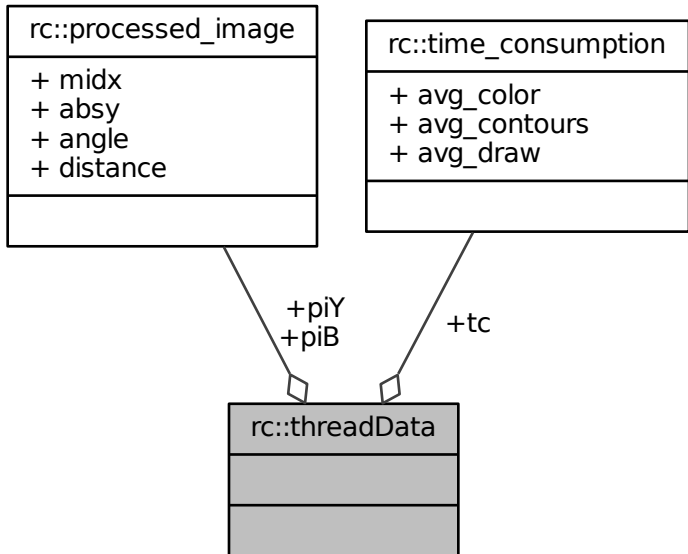 rc::processed_image
+ midx
+ absy
+ angle
+ distance
rc::time_consumption
+ avg_color
+ avg_contours
+ avg_draw
+piY
+piB
+tc
rc::threadData